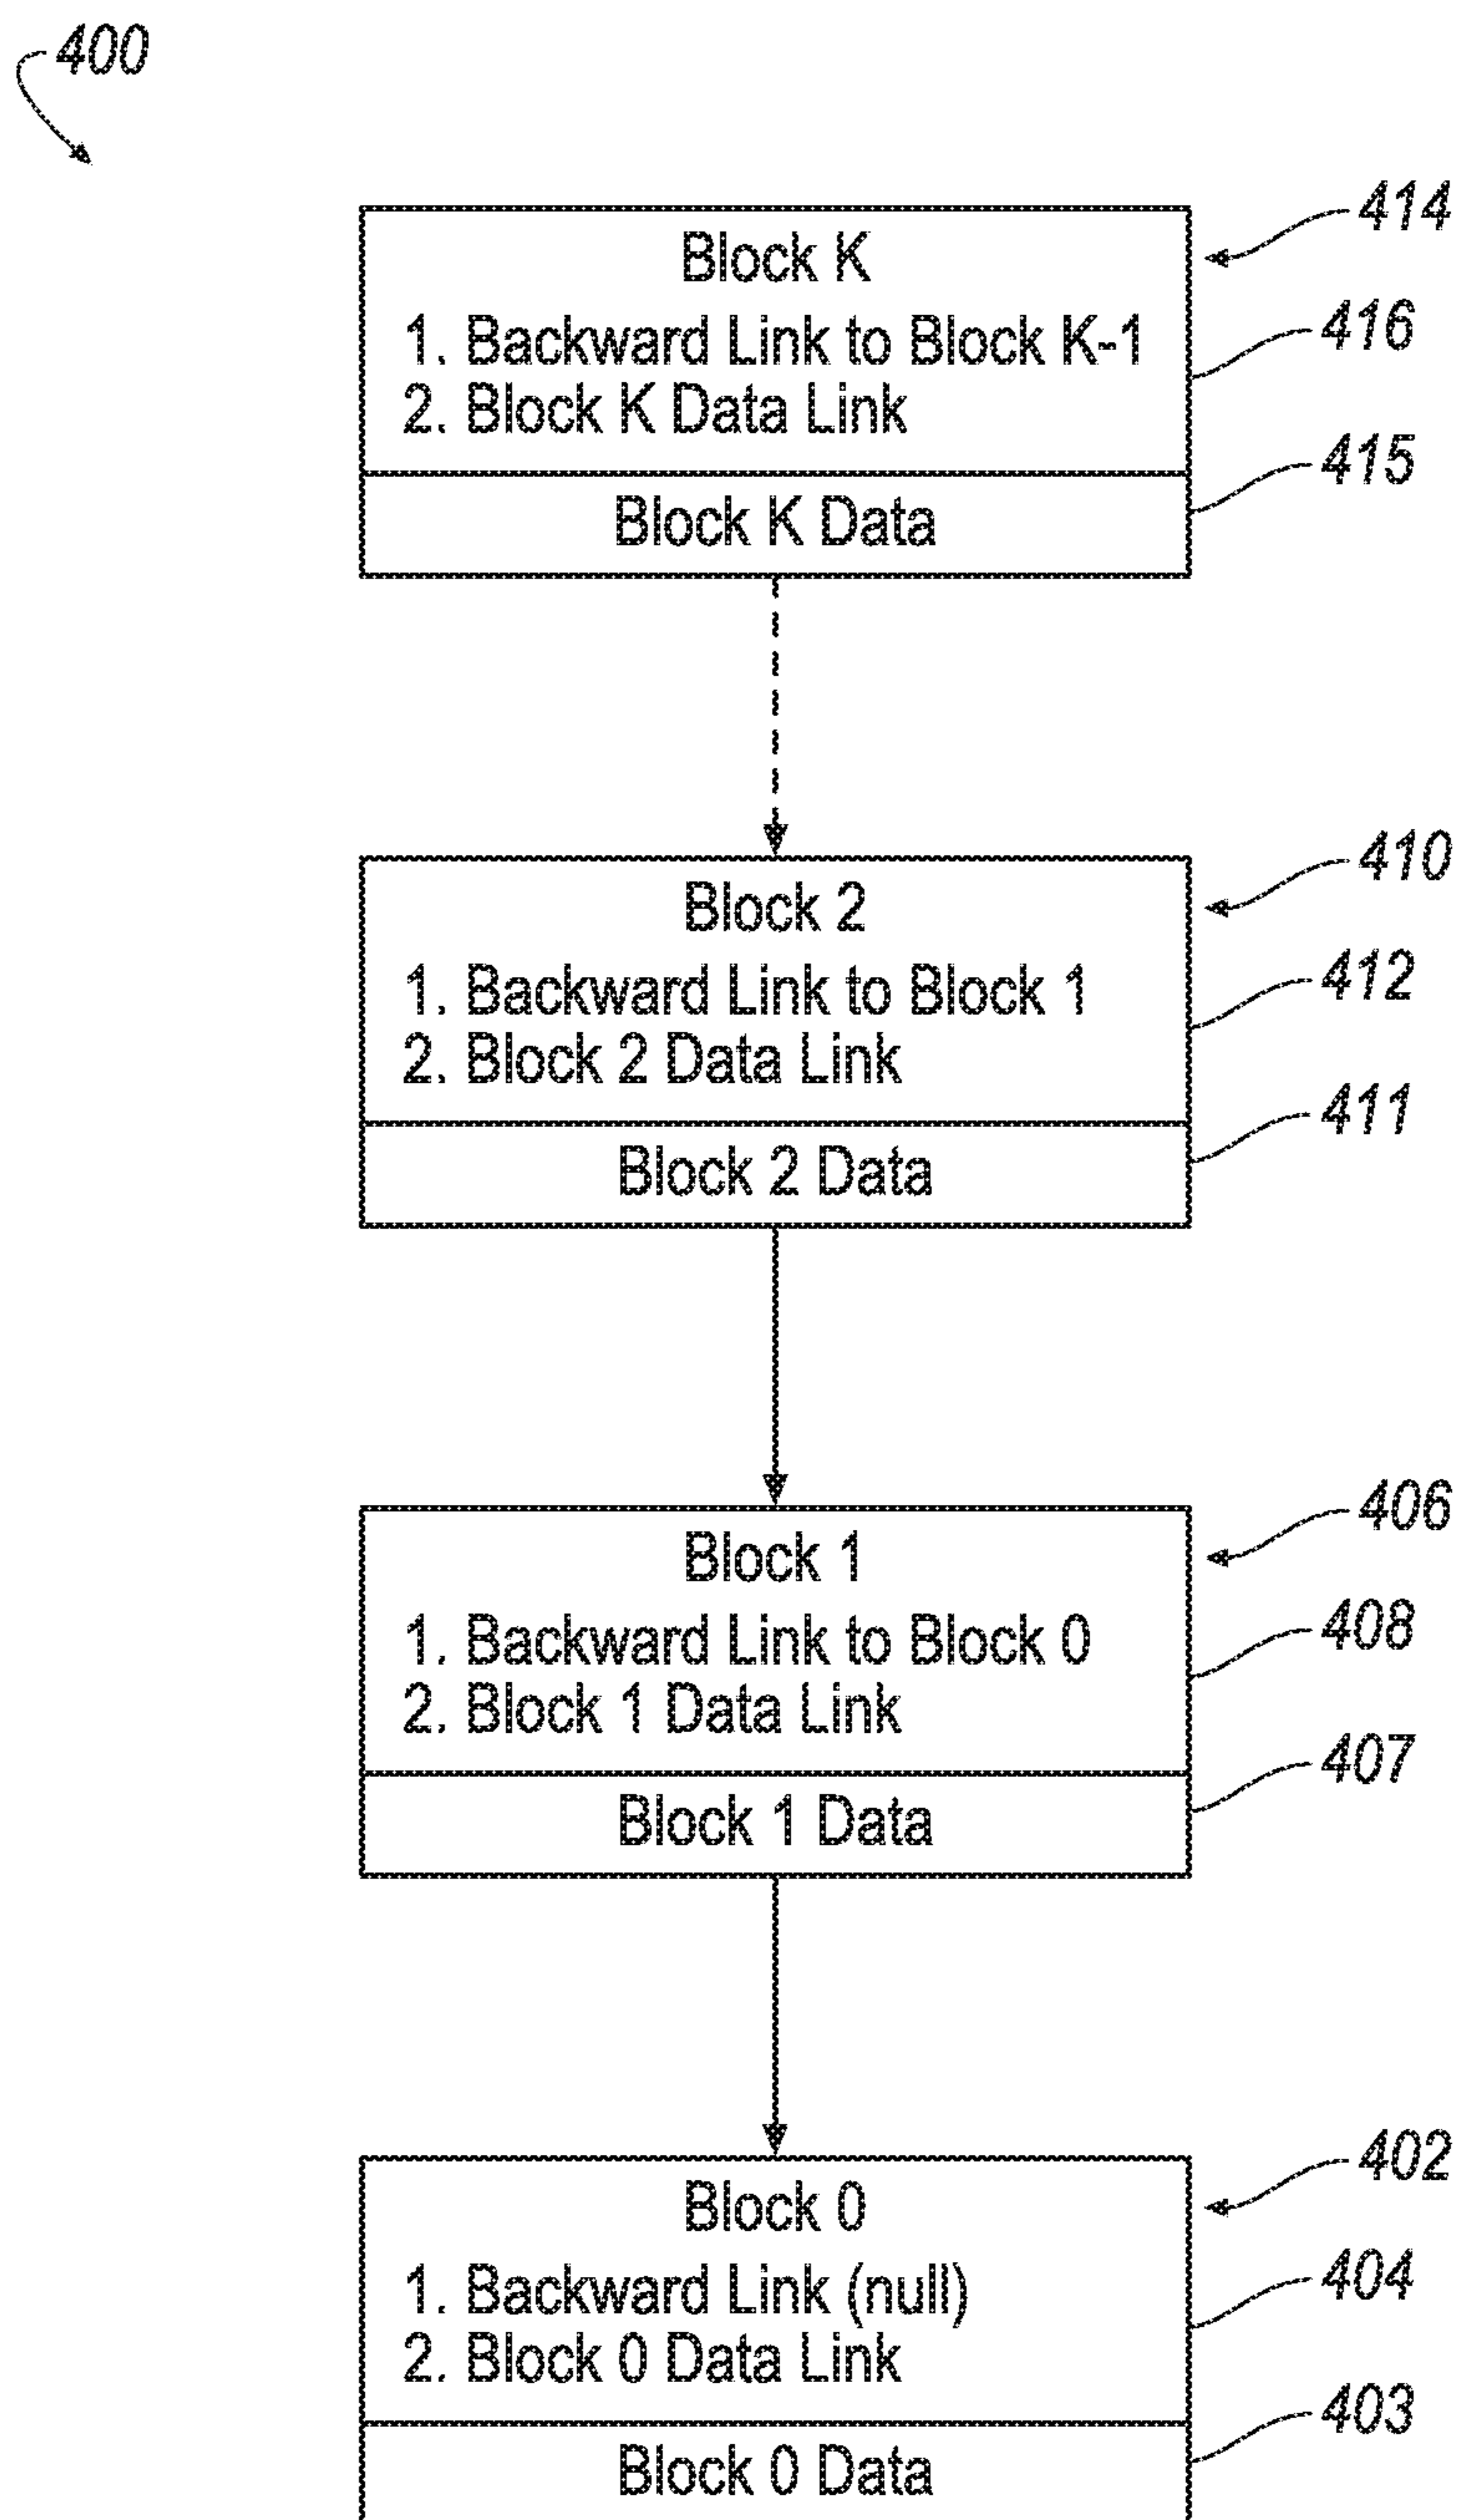 400
414
Block K
1. Backward Link to Block K-1
416
2. Block K Data Link
415
Block K Data
410
Block 2
1. Backward Link to Block 1
412
2. Block 2 Data Link
411
Block 2 Data
406
Block 1
1. Backward Link to Block 0
408
2. Block 1 Data Link
407
Block 1 Data
402
Block 0
1. Backward Link (null)
404
2. Block 0 Data Link
403
Block 0 Data